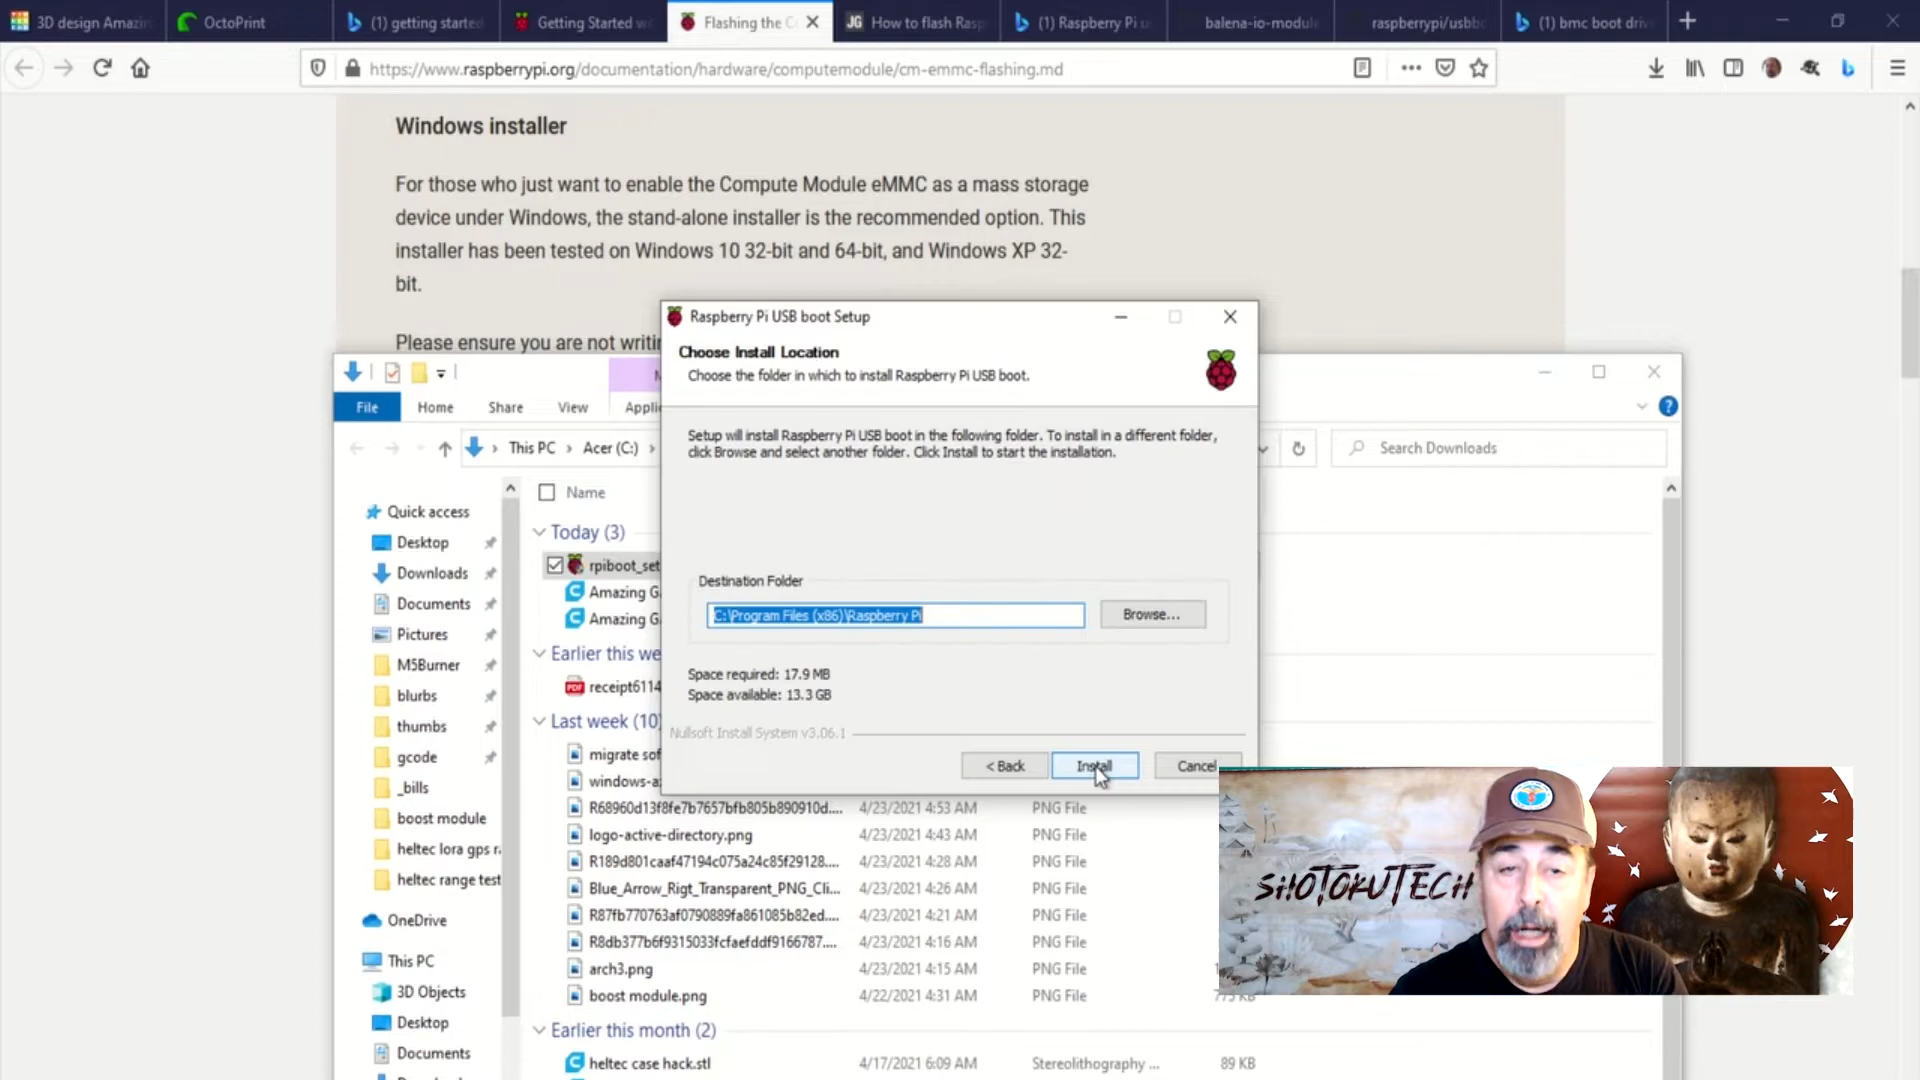 3D design Amazin
OctoPrint
(1) getting started
Getting Started w
Flashing the C
How to flash Rasp
(1) Raspberry Pi u
balena-io-module
raspberrypi/usbbo
(1) bmc boot driv
https://www.raspberrypi.org/documentation/hardware/computemodule/cm-emmc-flashing.md
Windows installer
For those who just want to enable the Compute Module eMMC as a mass storage
device under Windows, the stand-alone installer is the recommended option. This
installer has been tested on Windows 10 32-bit and 64-bit, and Windows XP 32-
bit.
Please ensure you are not writin
Raspberry Pi USB boot Setup
Choose Install Location
Choose the folder in which to install Raspberry Pi USB boot.
Setup will install Raspberry Pi USB boot in the following folder. To install in a different folder,
click Browse and select another folder. Click Install to start the installation.
Destination Folder
C:\Program Files (x86)\Raspberry Pi
Browse...
Space required: 17.9 MB
Space available: 13.3 GB
Nullsoft Install System v3.06.1
< Back
Install
Cancel
File
Home
Share
View
Appli
This PC
Acer (C:)
Search Downloads
Name
Quick access
Desktop
Downloads
Documents
Pictures
M5Burner
blurbs
thumbs
gcode
_bills
boost module
heltec lora gps ra
heltec range test
OneDrive
This PC
3D Objects
Desktop
Documents
Today (3)
rpiboot_set
Amazing G
Amazing G
Earlier this we
receipt6114
Last week (10)
migrate sof
windows-az
R68960d13f8fe7b7657bfb805b890910d.... 4/23/2021 4:53 AM PNG File
logo-active-directory.png 4/23/2021 4:43 AM PNG File
R189d801caaf47194c075a24c85f29128.... 4/23/2021 4:28 AM PNG File
Blue_Arrow_Rigt_Transparent_PNG_Cli... 4/23/2021 4:26 AM PNG File
R87fb770763af0790889fa861085b82ed.... 4/23/2021 4:21 AM PNG File
R8db377b6f9315033fcfaefddf9166787.... 4/23/2021 4:16 AM PNG File
arch3.png 4/23/2021 4:15 AM PNG File
boost module.png 4/22/2021 4:31 AM PNG File 773 KB
Earlier this month (2)
heltec case hack.stl 4/17/2021 6:09 AM Stereolithography ... 89 KB
SHOTOKUTECH